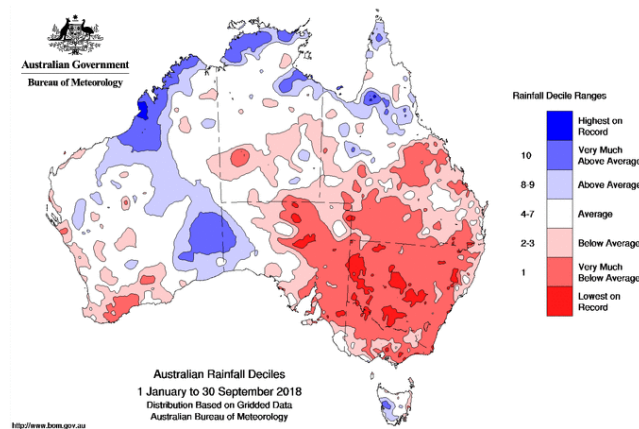 Australian Government
Bureau of Meteorology
Rainfall Decile Ranges
Highest on
Record
10
Very Much
Above Average
8-9
Above Average
4-7
Average
2-3
Below Average
1
Very Much
Below Average
Lowest on
Record
Australian Rainfall Deciles
1 January to 30 September 2018
Distribution Based on Gridded Data
Australian Bureau of Meteorology
http://www.bom.gov.au